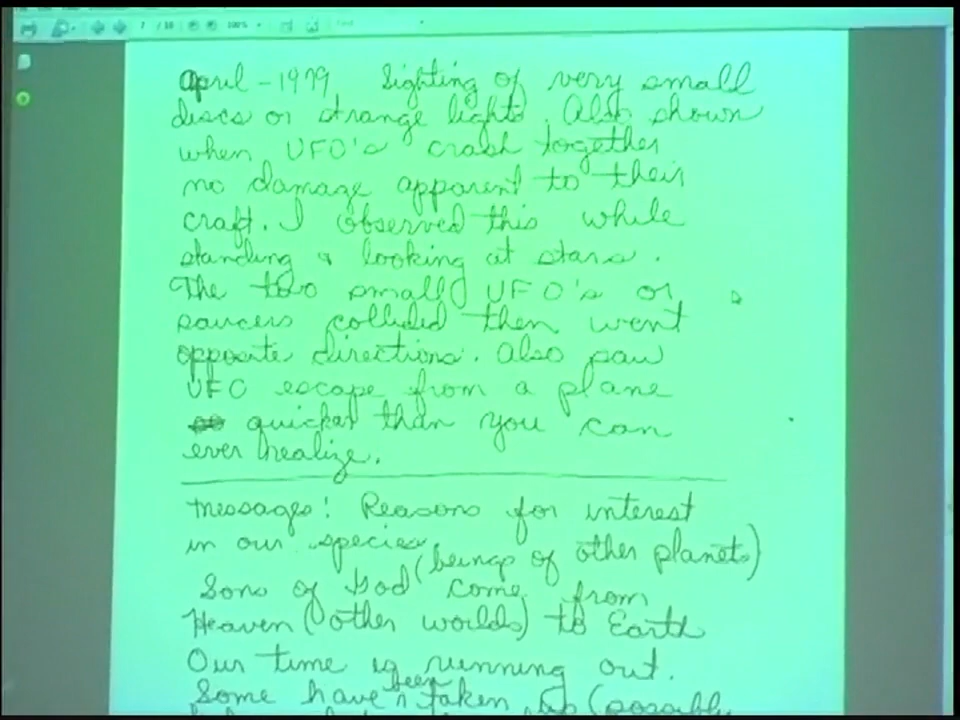 7 / 18 100%
April - 1979 Sighting of very small
discs or strange lights. Also shown
when UFO's crash together
no damage apparent to their
craft. I observed this while
standing & looking at stars.
The two small UFO's or
saucers collided then went
opposite directions. Also saw
UFO escape from a plane
quicker than you can
ever realize.
Messages: Reasons for interest
in our species (beings of other planets)
Sons of God come from
Heaven (other worlds) to Earth
Our time is running out.
Some have been taken up (possibly